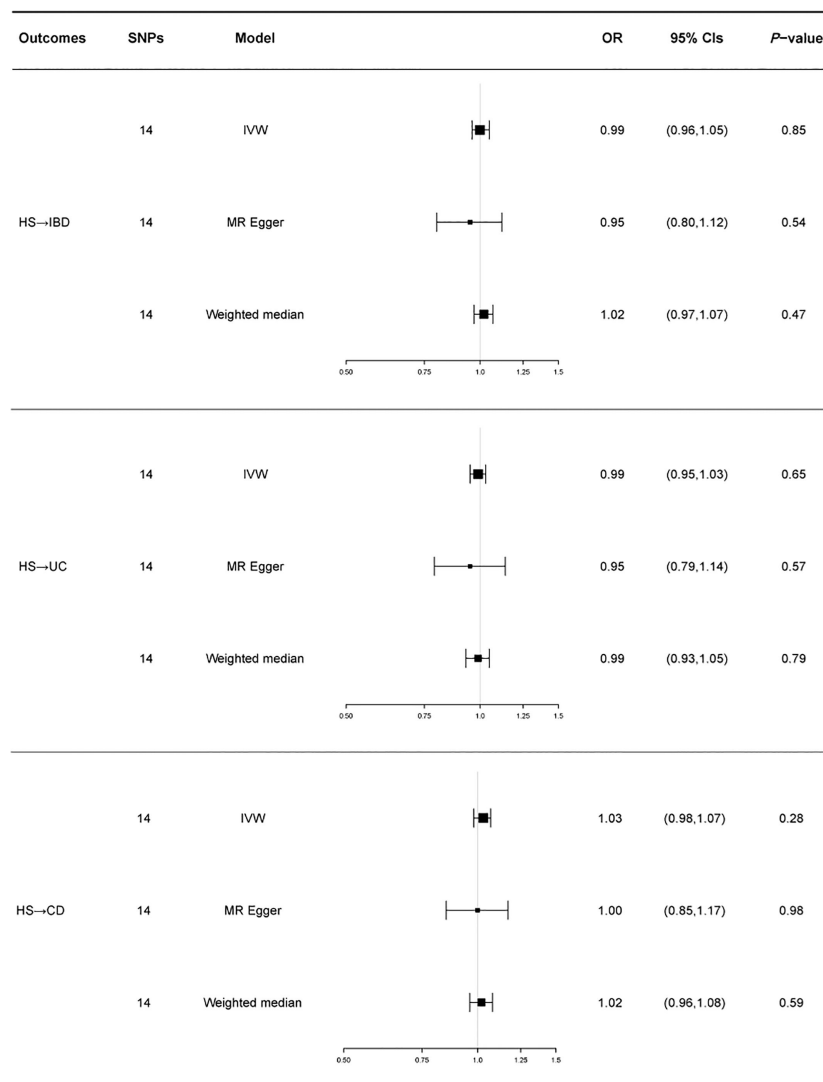 Outcomes SNPs Model OR 95% CIs P−value
14 IVW 0.99 (0.96,1.05) 0.85
HS→IBD 14 MR Egger 0.95 (0.80,1.12) 0.54
14 Weighted median 1.02 (0.97,1.07) 0.47
0.50 0.75 1.0 1.25 1.5
14 IVW 0.99 (0.95,1.03) 0.65
HS→UC 14 MR Egger 0.95 (0.79,1.14) 0.57
14 Weighted median 0.99 (0.93,1.05) 0.79
0.50 0.75 1.0 1.25 1.5
14 IVW 1.03 (0.98,1.07) 0.28
HS→CD 14 MR Egger 1.00 (0.85,1.17) 0.98
14 Weighted median 1.02 (0.96,1.08) 0.59
0.50 0.75 1.0 1.25 1.5